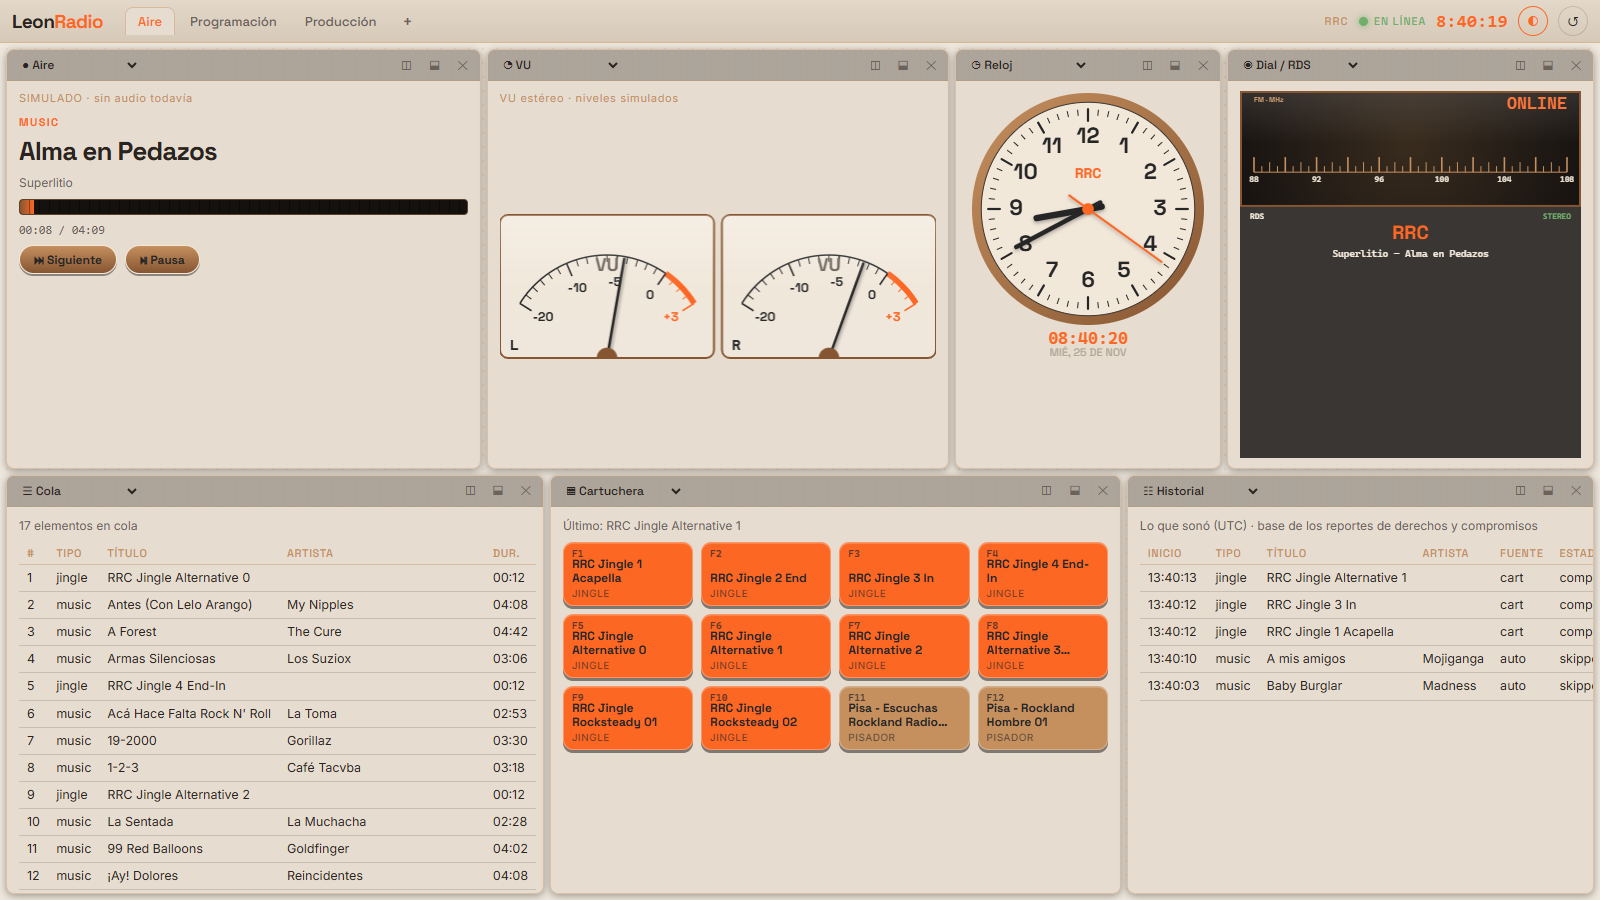 LeonRadio Aire Programación Producción + RRC EN LÍNEA 8:40:19
Aire
SIMULADO · sin audio todavía
MUSIC
Alma en Pedazos
Superlitio
00:08 / 04:09
Siguiente Pausa
VU
VU estéreo · niveles simulados
VU -20 -10 -5 0 +3 L
VU -20 -10 -5 0 +3 R
Reloj
12 1 2 3 4 5 6 7 8 9 10 11
RRC
08:40:20
MIÉ, 26 DE NOV
Dial / RDS
FM·MHz ONLINE
88 92 96 100 104 108
RDS STEREO
RRC
Superlitio — Alma en Pedazos
Cola
17 elementos en cola
# TIPO TÍTULO ARTISTA DUR.
1 jingle RRC Jingle Alternative 0 00:12
2 music Antes (Con Lelo Arango) My Nipples 04:08
3 music A Forest The Cure 04:42
4 music Armas Silenciosas Los Suziox 03:06
5 jingle RRC Jingle 4 End-In 00:12
6 music Acá Hace Falta Rock N' Roll La Toma 02:53
7 music 19-2000 Gorillaz 03:30
8 music 1-2-3 Café Tacvba 03:18
9 jingle RRC Jingle Alternative 2 00:12
10 music La Sentada La Muchacha 02:28
11 music 99 Red Balloons Goldfinger 04:02
12 music ¡Ay! Dolores Reincidentes 04:08
Cartuchera
Último: RRC Jingle Alternative 1
F1
RRC Jingle 1
Acapella
JINGLE
F2
RRC Jingle 2 End
JINGLE
F3
RRC Jingle 3 In
JINGLE
F4
RRC Jingle 4 End-
In
JINGLE
F5
RRC Jingle
Alternative 0
JINGLE
F6
RRC Jingle
Alternative 1
JINGLE
F7
RRC Jingle
Alternative 2
JINGLE
F8
RRC Jingle
Alternative 3...
JINGLE
F9
RRC Jingle
Rocksteady 01
JINGLE
F10
RRC Jingle
Rocksteady 02
JINGLE
F11
Pisa - Escuchas
Rockland Radio...
PISADOR
F12
Pisa - Rockland
Hombre 01
PISADOR
Historial
Lo que sonó (UTC) · base de los reportes de derechos y compromisos
INICIO TIPO TÍTULO ARTISTA FUENTE ESTAD
13:40:13 jingle RRC Jingle Alternative 1 cart comp
13:40:12 jingle RRC Jingle 3 In cart comp
13:40:12 jingle RRC Jingle 1 Acapella cart comp
13:40:10 music A mis amigos Mojiganga auto skipp
13:40:03 music Baby Burglar Madness auto skipp